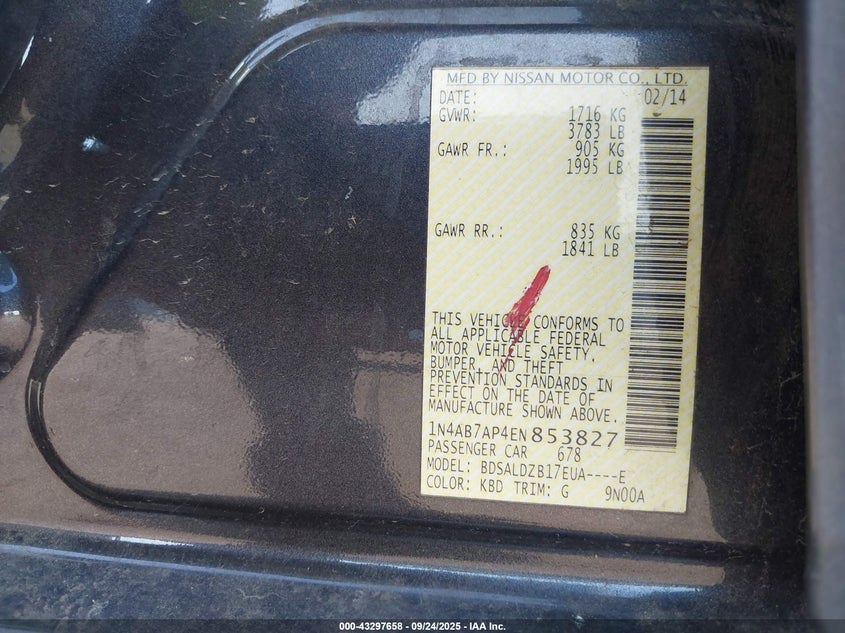 MFD BY NISSAN MOTOR CO., LTD.
DATE: 02/14
GVWR: 1716 KG
3783 LB
GAWR FR.: 905 KG
1995 LB
GAWR RR.: 835 KG
1841 LB
THIS VEHICLE CONFORMS TO
ALL APPLICABLE FEDERAL
MOTOR VEHICLE SAFETY,
BUMPER, AND THEFT
PREVENTION STANDARDS IN
EFFECT ON THE DATE OF
MANUFACTURE SHOWN ABOVE.
1N4AB7AP4EN853827
PASSENGER CAR 678
MODEL: BDSALDZB17EUA----E
COLOR: KBD TRIM: G 9N00A
000-43297658 - 09/24/2025 - IAA Inc.